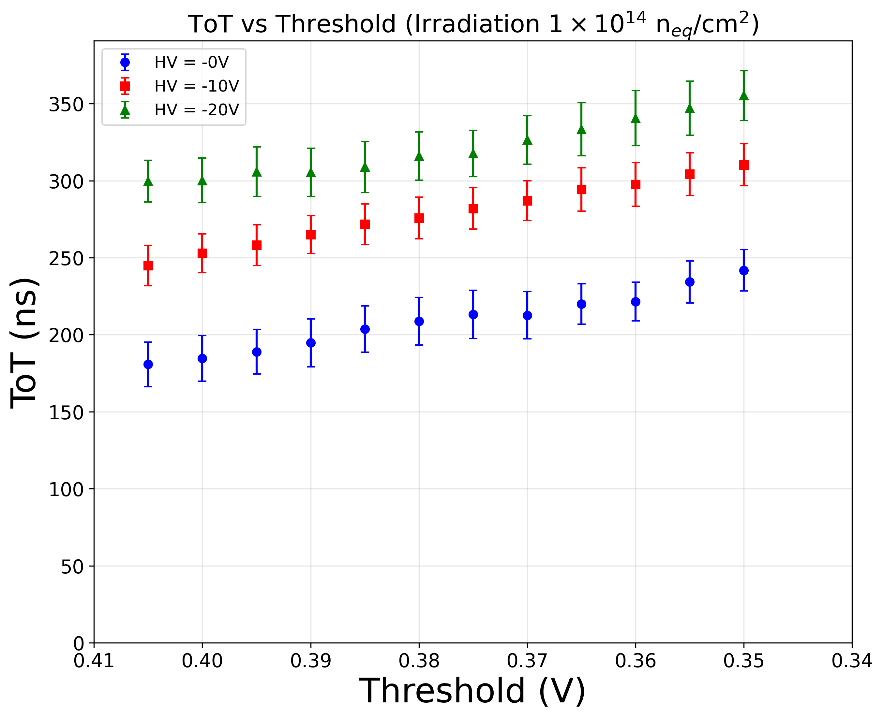 ToT vs Threshold (Irradiation 1 × 10¹⁴ n_eq/cm²)
HV = -0V
HV = -10V
HV = -20V
350
300
250
200
150
100
50
0
ToT (ns)
0.41 0.40 0.39 0.38 0.37 0.36 0.35 0.34
Threshold (V)